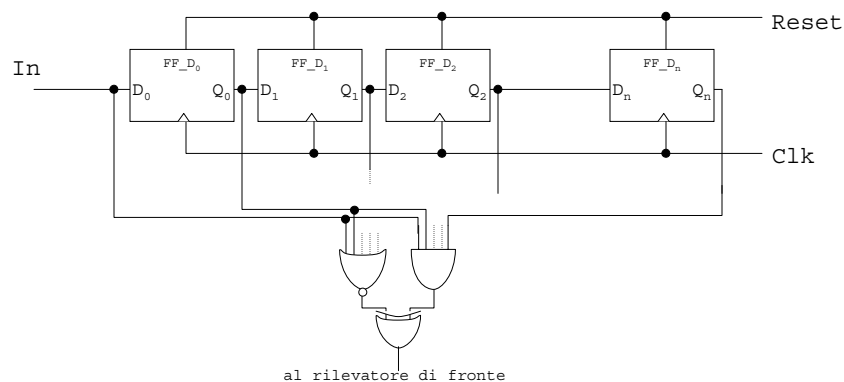 Reset
FF_D0 FF_D1 FF_D2 FF_Dn
In
D0 Q0 D1 Q1 D2 Q2 Dn Qn
Clk
al rilevatore di fronte